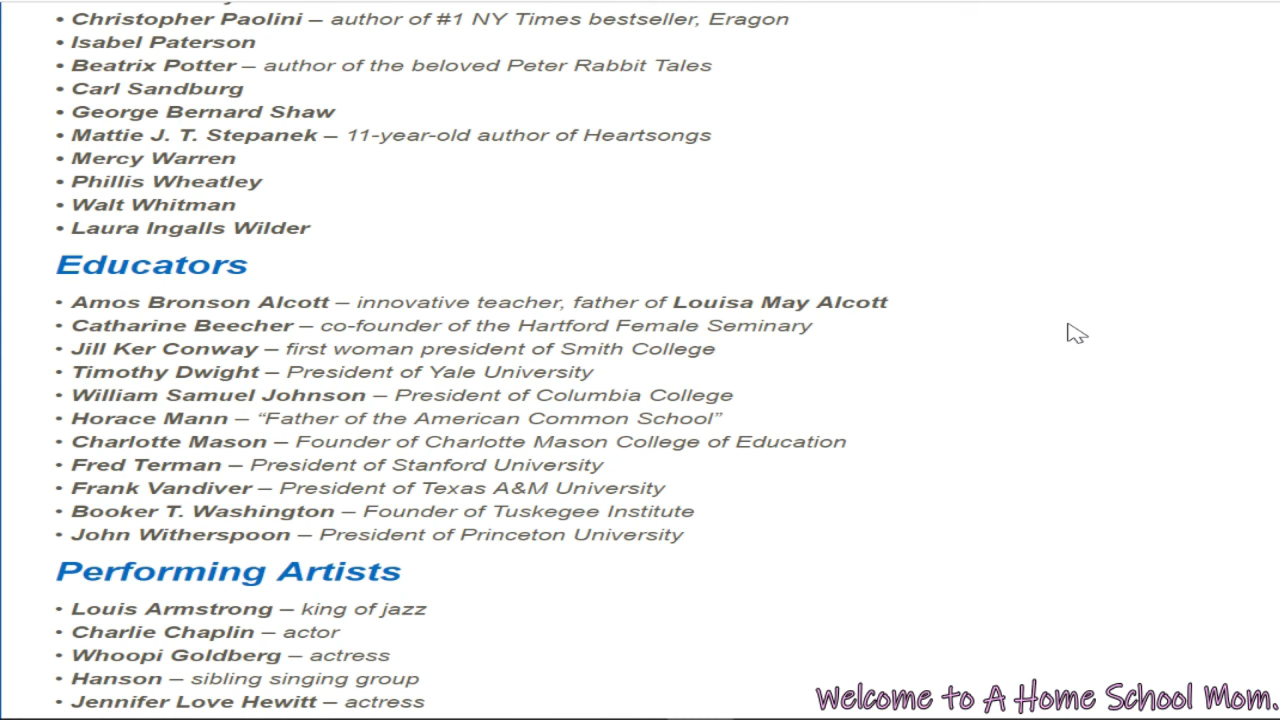 • Christopher Paolini – author of #1 NY Times bestseller, Eragon
• Isabel Paterson
• Beatrix Potter – author of the beloved Peter Rabbit Tales
• Carl Sandburg
• George Bernard Shaw
• Mattie J. T. Stepanek – 11-year-old author of Heartsongs
• Mercy Warren
• Phillis Wheatley
• Walt Whitman
• Laura Ingalls Wilder
Educators
• Amos Bronson Alcott – innovative teacher, father of Louisa May Alcott
• Catharine Beecher – co-founder of the Hartford Female Seminary
• Jill Ker Conway – first woman president of Smith College
• Timothy Dwight – President of Yale University
• William Samuel Johnson – President of Columbia College
• Horace Mann – “Father of the American Common School”
• Charlotte Mason – Founder of Charlotte Mason College of Education
• Fred Terman – President of Stanford University
• Frank Vandiver – President of Texas A&M University
• Booker T. Washington – Founder of Tuskegee Institute
• John Witherspoon – President of Princeton University
Performing Artists
• Louis Armstrong – king of jazz
• Charlie Chaplin – actor
• Whoopi Goldberg – actress
• Hanson – sibling singing group
• Jennifer Love Hewitt – actress
Welcome to A Home School Mom.